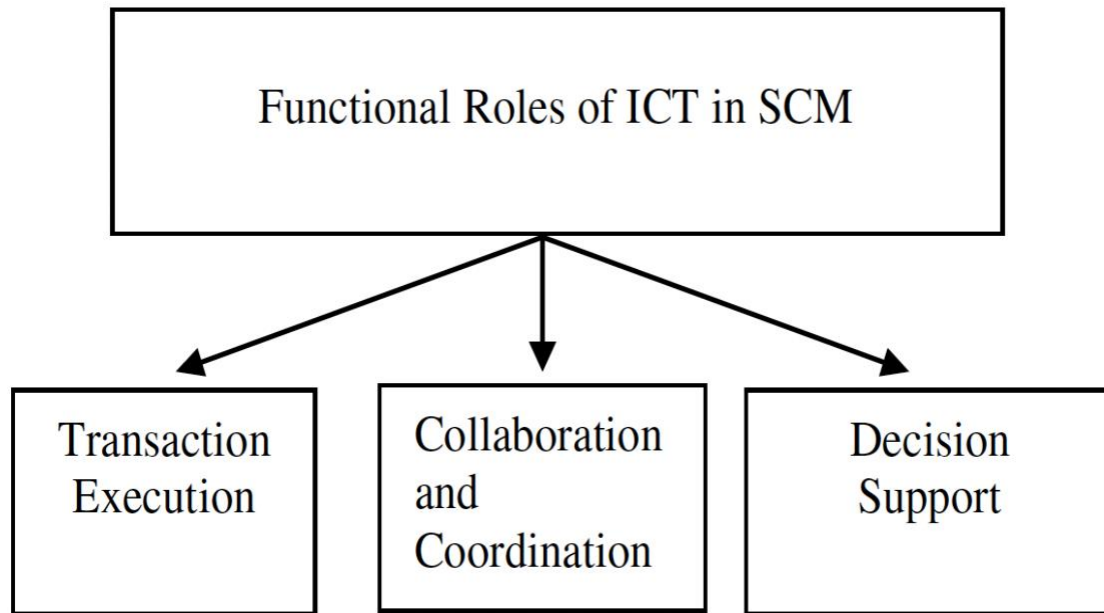 Functional Roles of ICT in SCM
Transaction
Execution
Collaboration
and
Coordination
Decision
Support